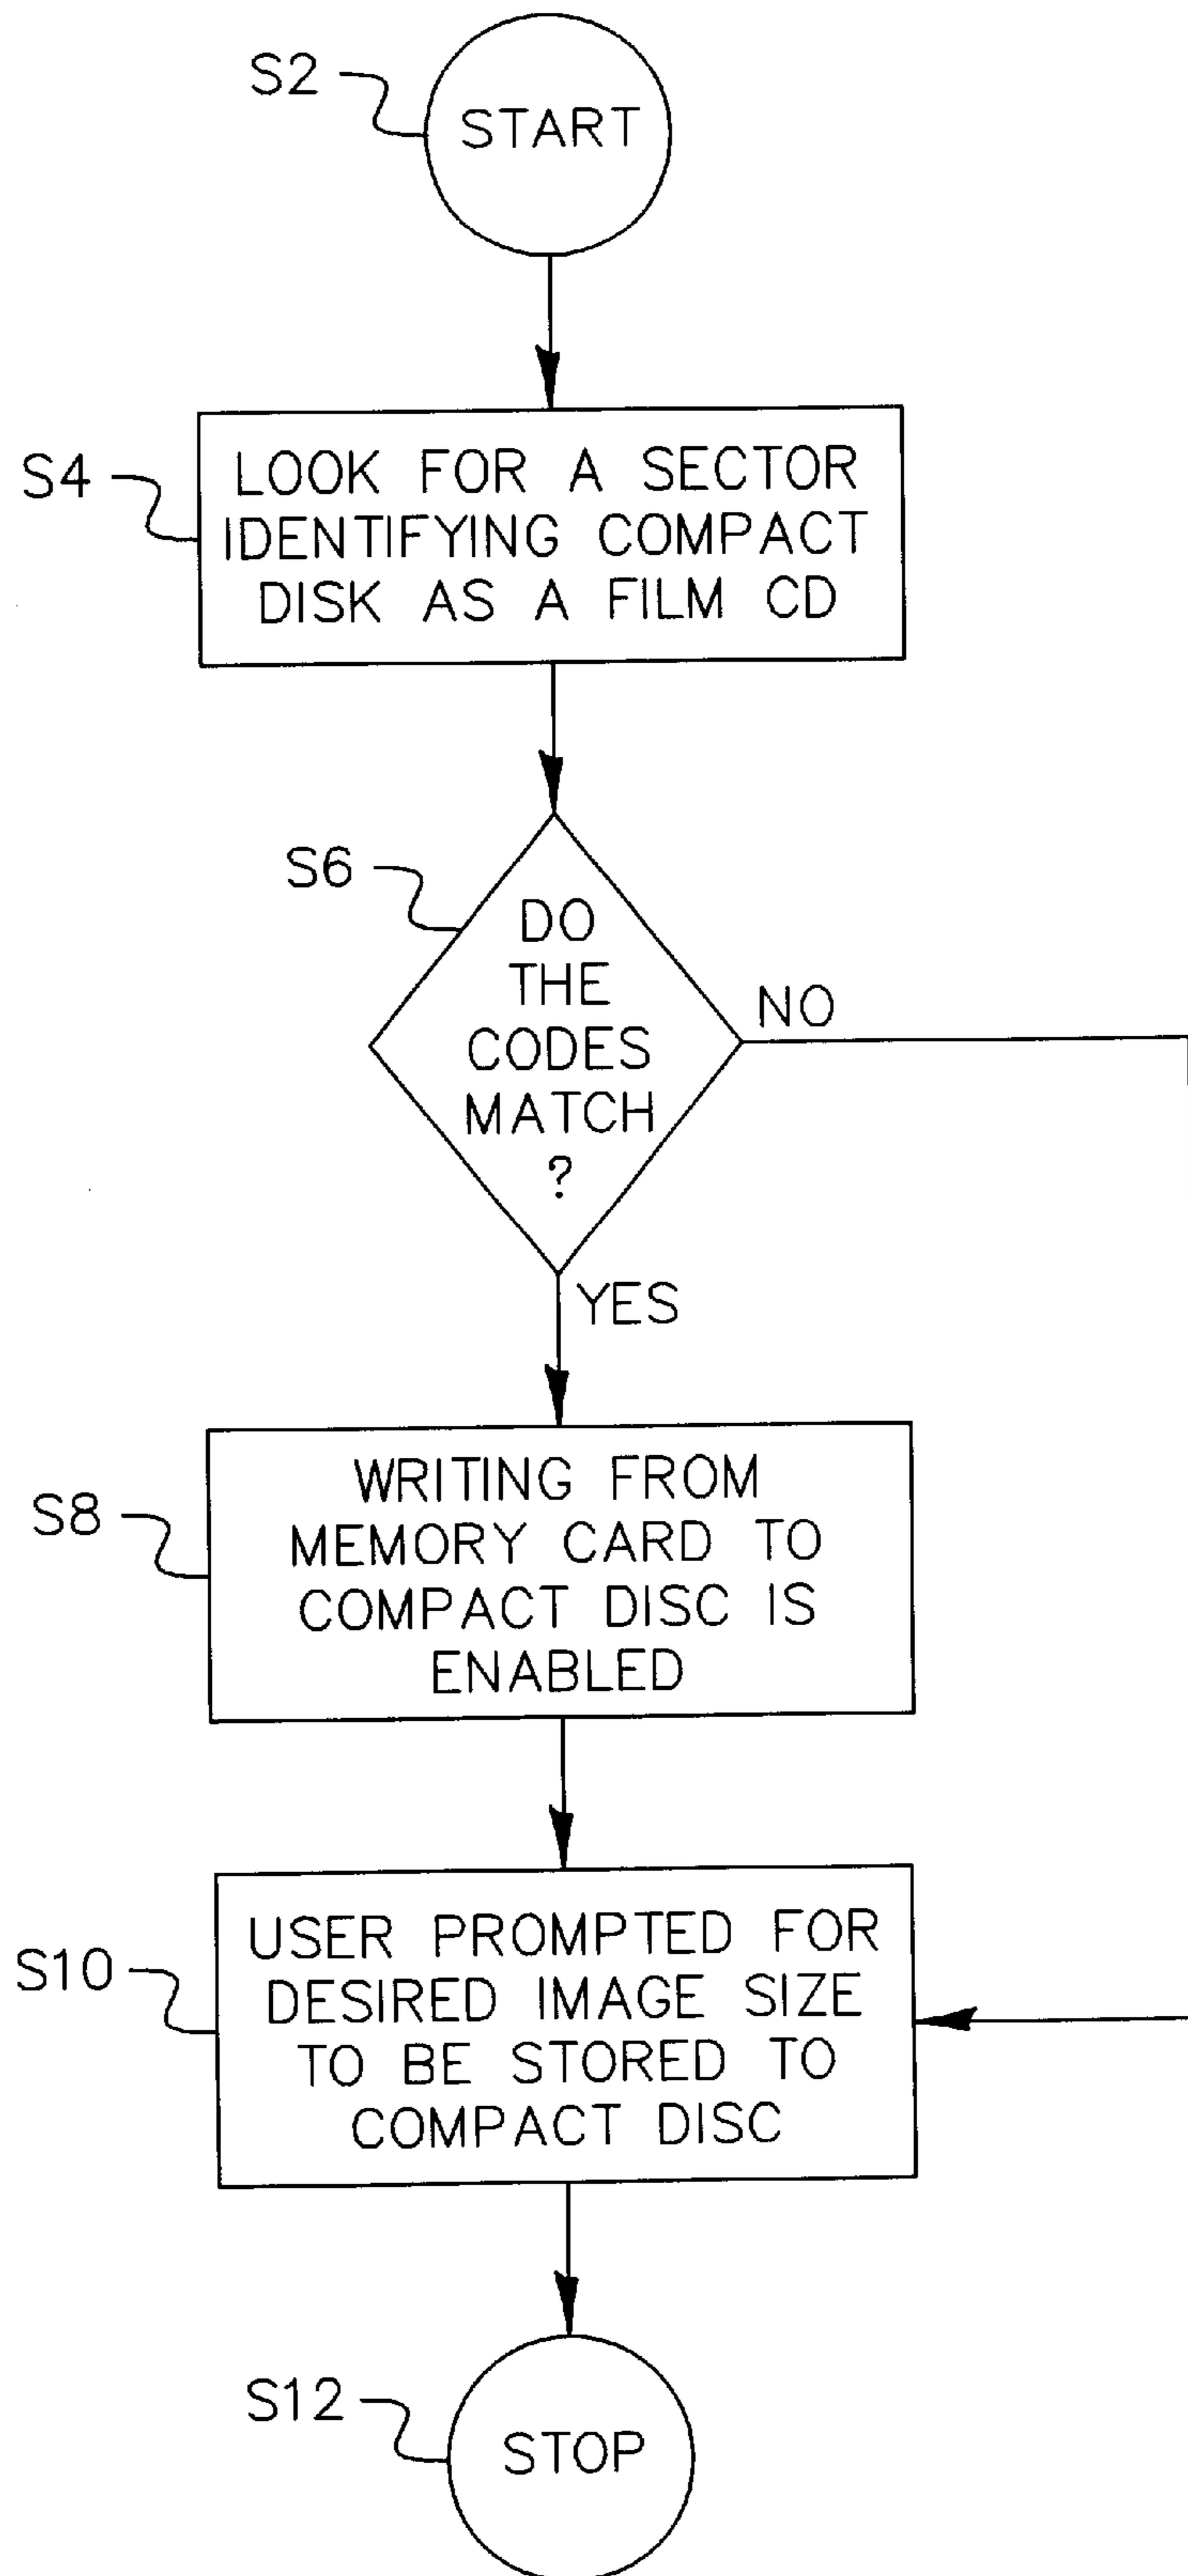 S2
START
S4
LOOK FOR A SECTOR
IDENTIFYING COMPACT
DISK AS A FILM CD
S6
DO
THE
CODES
MATCH
?
NO
YES
S8
WRITING FROM
MEMORY CARD TO
COMPACT DISC IS
ENABLED
S10
USER PROMPTED FOR
DESIRED IMAGE SIZE
TO BE STORED TO
COMPACT DISC
S12
STOP